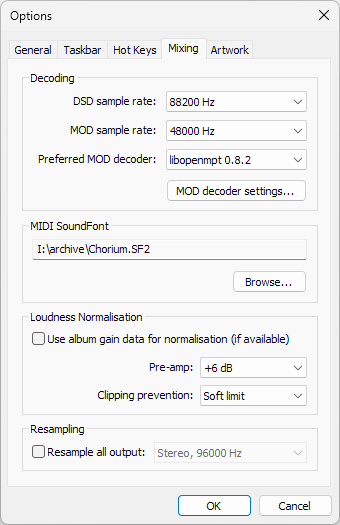 Options
General Taskbar Hot Keys Mixing Artwork
Decoding
DSD sample rate: 88200 Hz
MOD sample rate: 48000 Hz
Preferred MOD decoder: libopenmpt 0.8.2
MOD decoder settings...
MIDI SoundFont
I:\archive\Chorium.SF2
Browse...
Loudness Normalisation
Use album gain data for normalisation (if available)
Pre-amp: +6 dB
Clipping prevention: Soft limit
Resampling
Resample all output: Stereo, 96000 Hz
OK Cancel